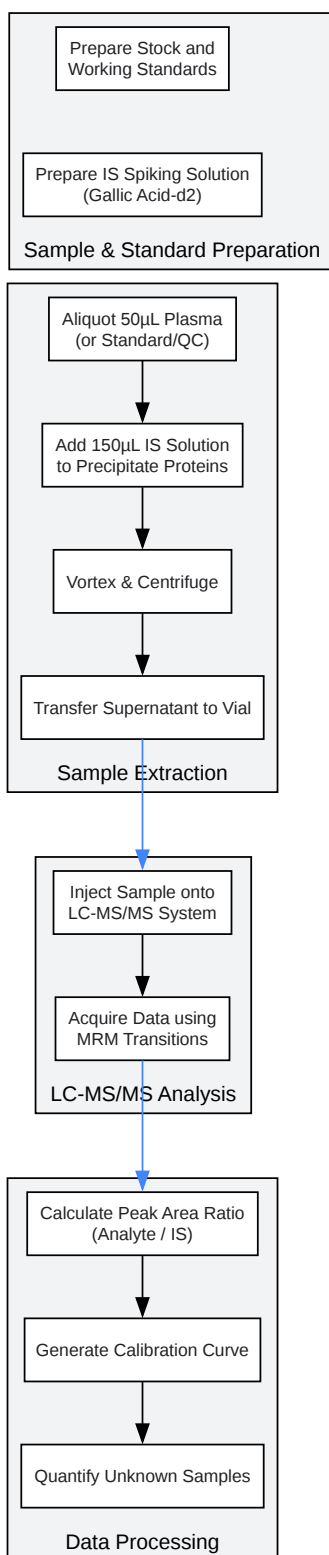 Prepare Stock and
Working Standards
Prepare IS Spiking Solution
(Gallic Acid-d2)
Sample & Standard Preparation
Aliquot 50µL Plasma
(or Standard/QC)
Add 150µL IS Solution
to Precipitate Proteins
Vortex & Centrifuge
Transfer Supernatant to Vial
Sample Extraction
Inject Sample onto
LC-MS/MS System
Acquire Data using
MRM Transitions
LC-MS/MS Analysis
Calculate Peak Area Ratio
(Analyte / IS)
Generate Calibration Curve
Quantify Unknown Samples
Data Processing